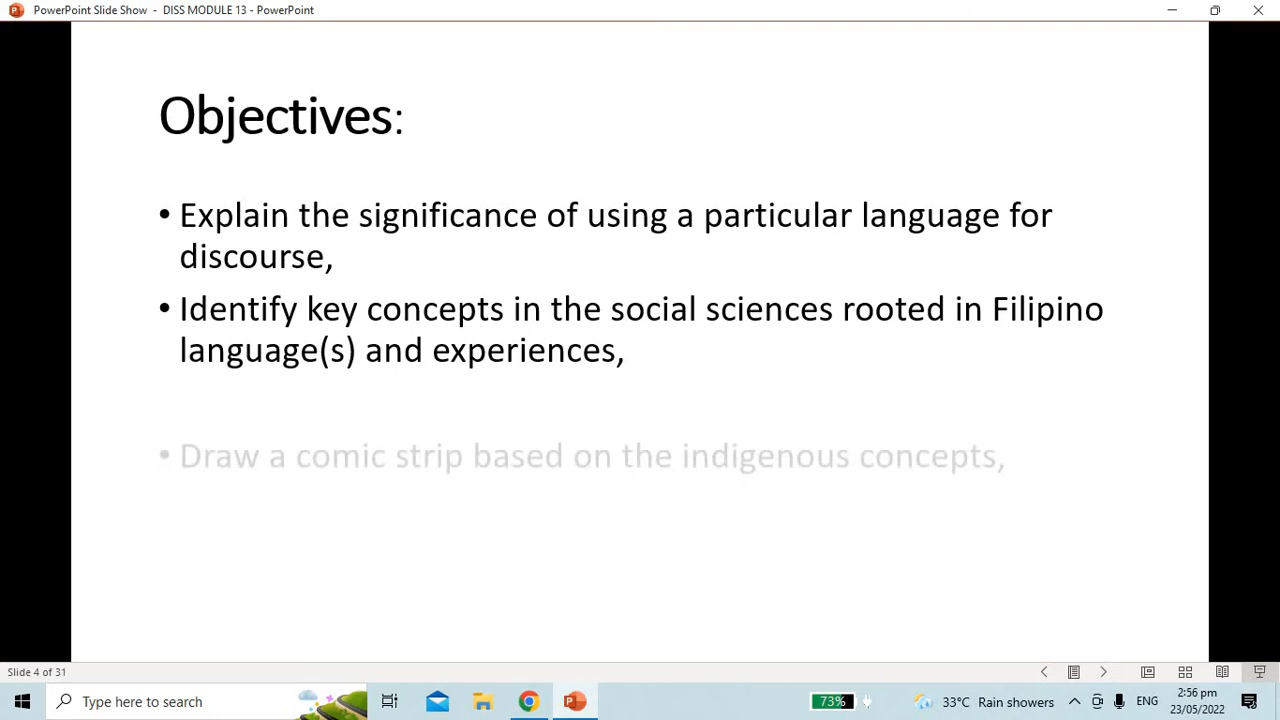 PowerPoint Slide Show - DISS MODULE 13 - PowerPoint
Objectives:
• Explain the significance of using a particular language for
discourse,
• Identify key concepts in the social sciences rooted in Filipino
language(s) and experiences,
• Draw a comic strip based on the indigenous concepts,
Slide 4 of 31
Type here to search
73%
33°C Rain showers
ENG
2:56 pm
23/05/2022